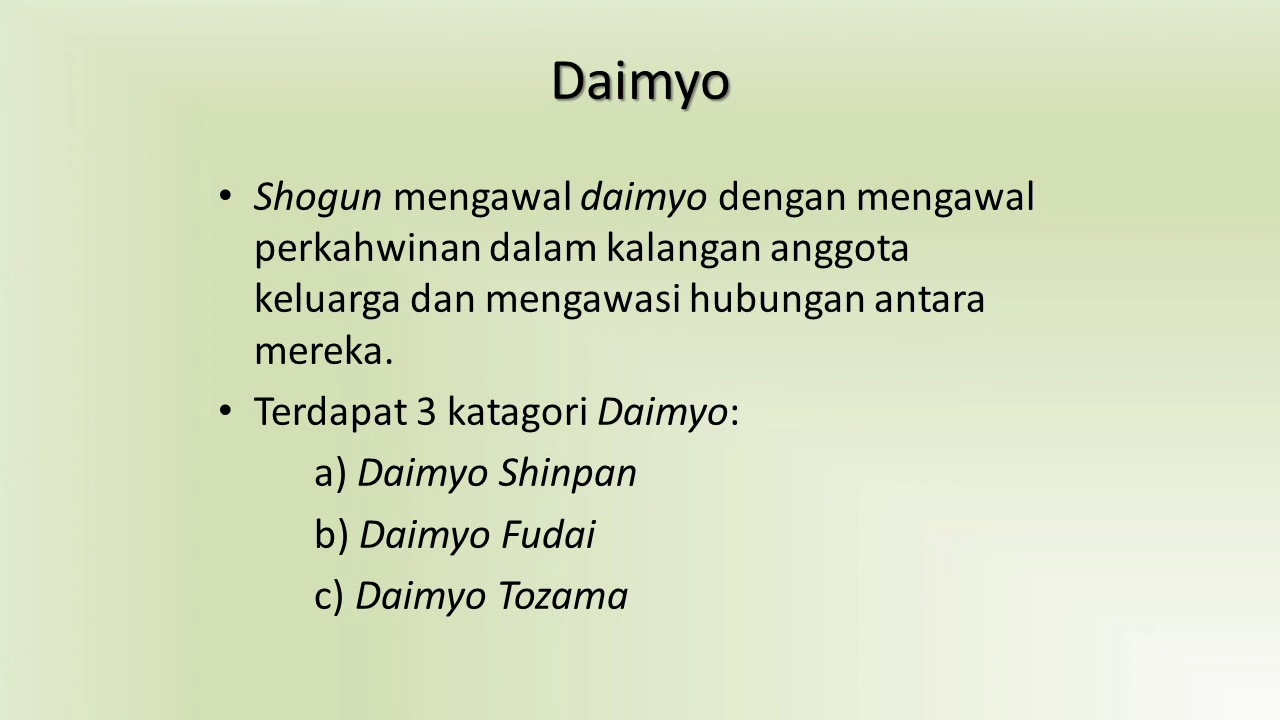 Daimyo
• Shogun mengawal daimyo dengan mengawal
perkahwinan dalam kalangan anggota
keluarga dan mengawasi hubungan antara
mereka.
• Terdapat 3 katagori Daimyo:
a) Daimyo Shinpan
b) Daimyo Fudai
c) Daimyo Tozama